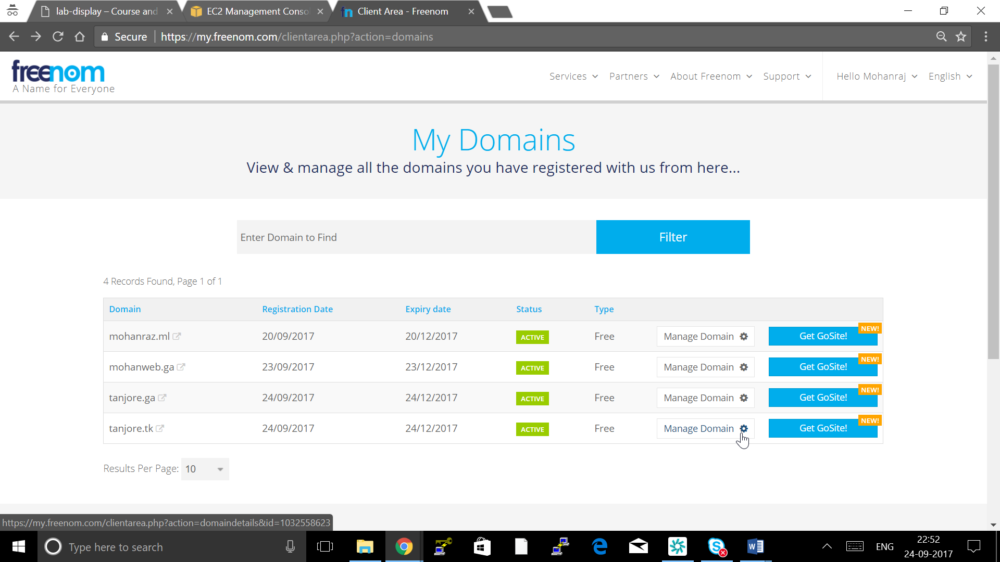 lab-display – Course and
EC2 Management Conso
Client Area - Freenom
Secure
https://my.freenom.com/clientarea.php?action=domains
freenom
A Name for Everyone
Services
Partners
About Freenom
Support
Hello Mohanraj
English
My Domains
View & manage all the domains you have registered with us from here...
Enter Domain to Find
Filter
4 Records Found, Page 1 of 1
Domain Registration Date Expiry date Status Type
mohanraz.ml 20/09/2017 20/12/2017 ACTIVE Free Manage Domain Get GoSite! NEW!
mohanweb.ga 23/09/2017 23/12/2017 ACTIVE Free Manage Domain Get GoSite! NEW!
tanjore.ga 24/09/2017 24/12/2017 ACTIVE Free Manage Domain Get GoSite! NEW!
tanjore.tk 24/09/2017 24/12/2017 ACTIVE Free Manage Domain Get GoSite! NEW!
Results Per Page: 10
https://my.freenom.com/clientarea.php?action=domaindetails&id=1032558623
Type here to search
ENG
22:52
24-09-2017